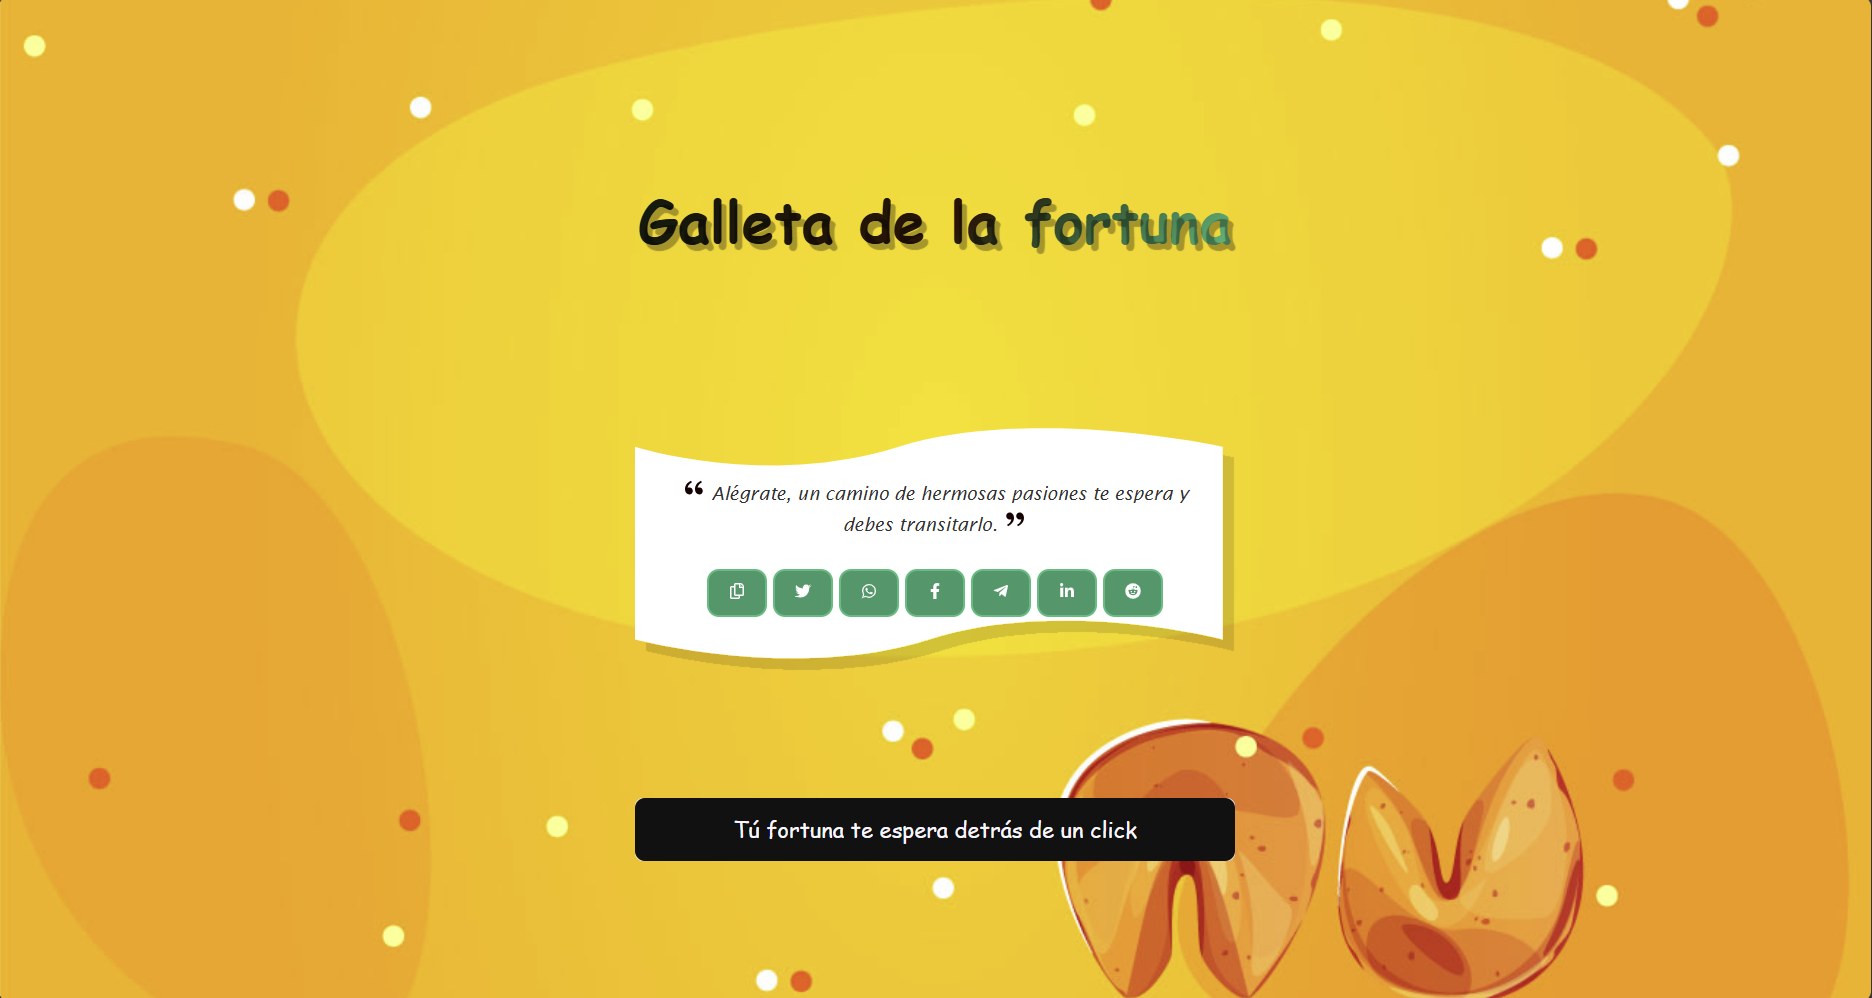 Galleta de la fortuna
“ Alégrate, un camino de hermosas pasiones te espera y
debes transitarlo. ”
Tú fortuna te espera detrás de un click